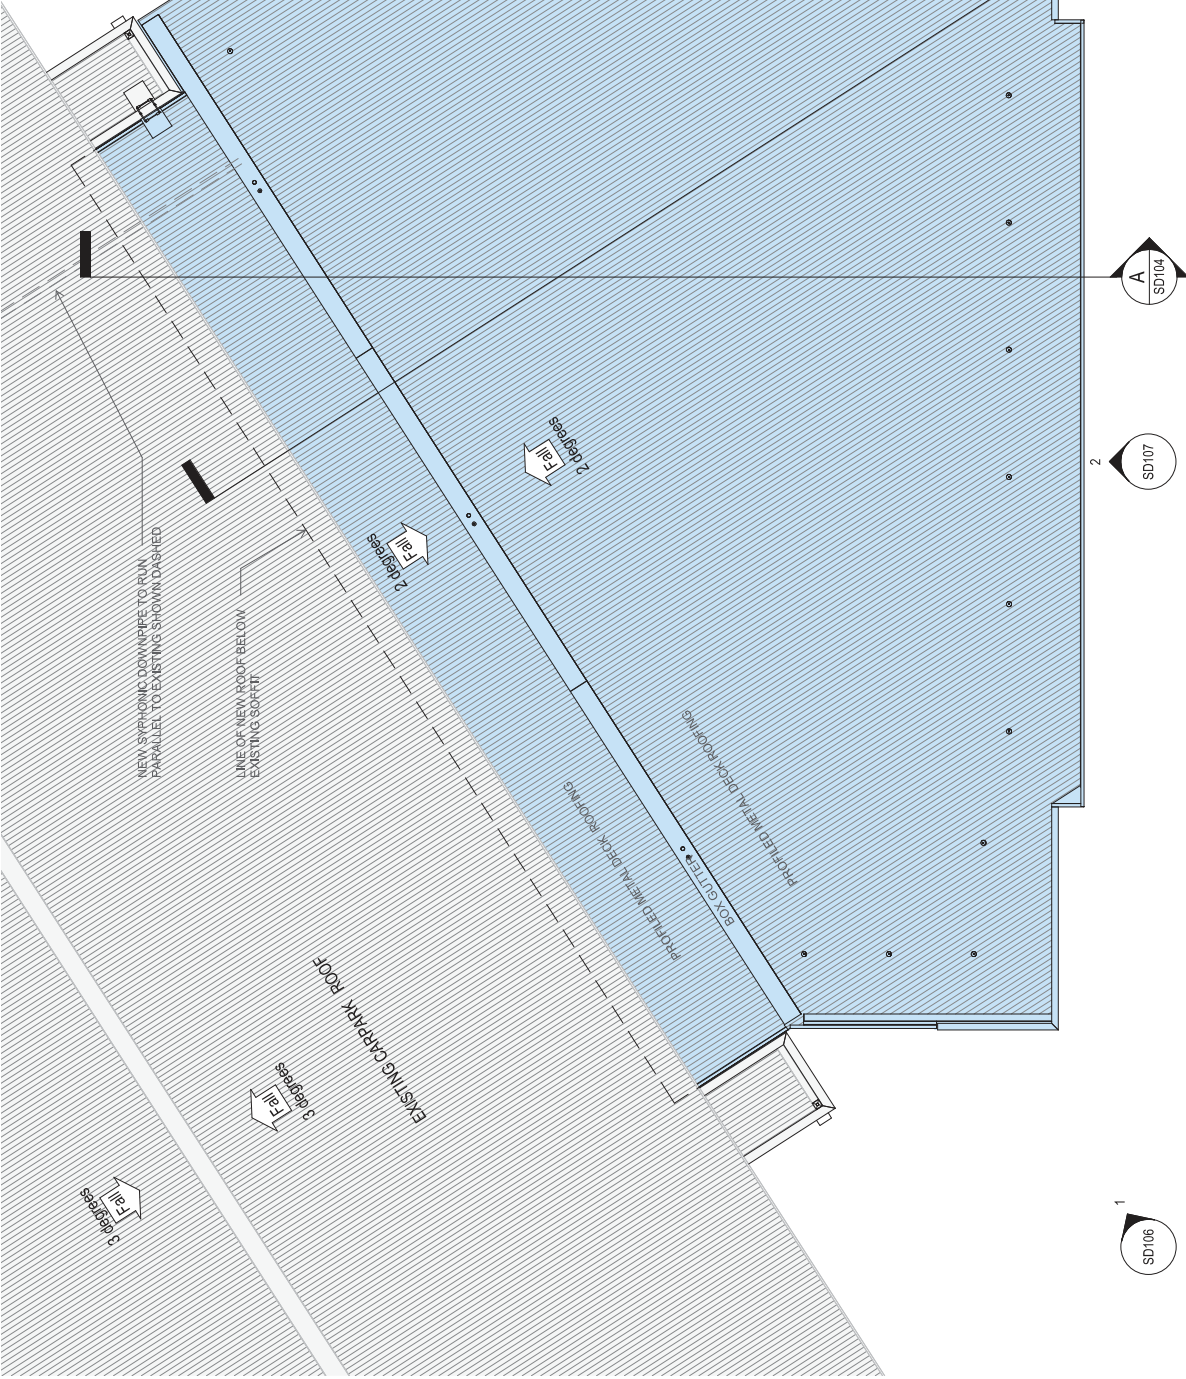 NEW SYPHONIC DOWNPIPE TO RUN
PARALLEL TO EXISTING SHOWN DASHED
LINE OF NEW ROOF BELOW
EXISTING SOFFIT
Fall
2 degrees
Fall
2 degrees
PROFILED METAL DECK ROOFING
PROFILED METAL DECK ROOFING
BOX GUTTER
EXISTING CARPARK ROOF
Fall
3 degrees
Fall
3 degrees
A
SD104
2
SD107
1
SD106